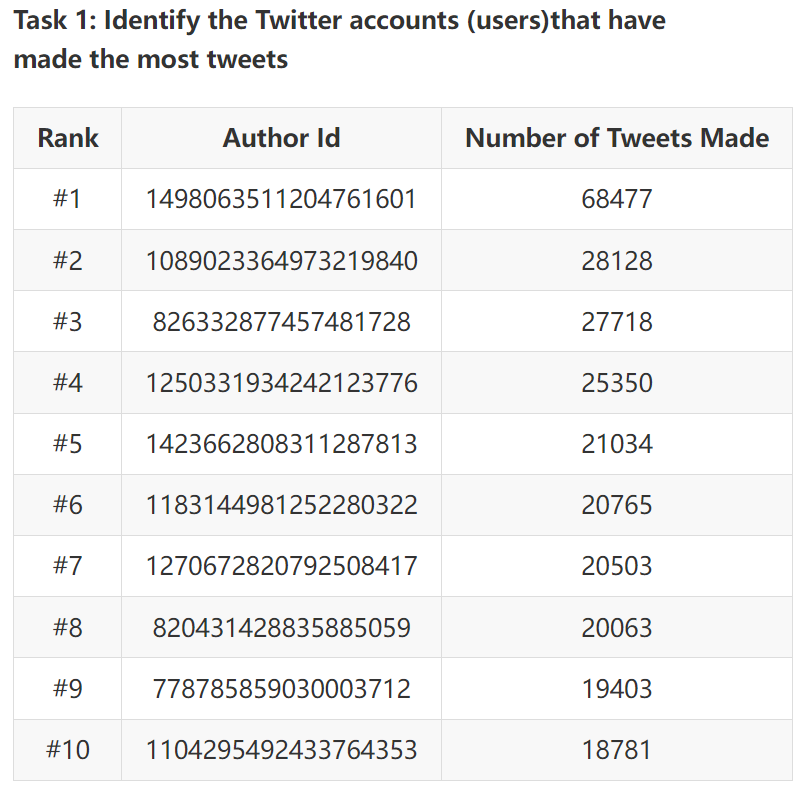 Task 1: Identify the Twitter accounts (users)that have
made the most tweets
Rank Author Id Number of Tweets Made
#1 1498063511204761601 68477
#2 1089023364973219840 28128
#3 826332877457481728 27718
#4 1250331934242123776 25350
#5 1423662808311287813 21034
#6 1183144981252280322 20765
#7 1270672820792508417 20503
#8 820431428835885059 20063
#9 778785859030003712 19403
#10 1104295492433764353 18781